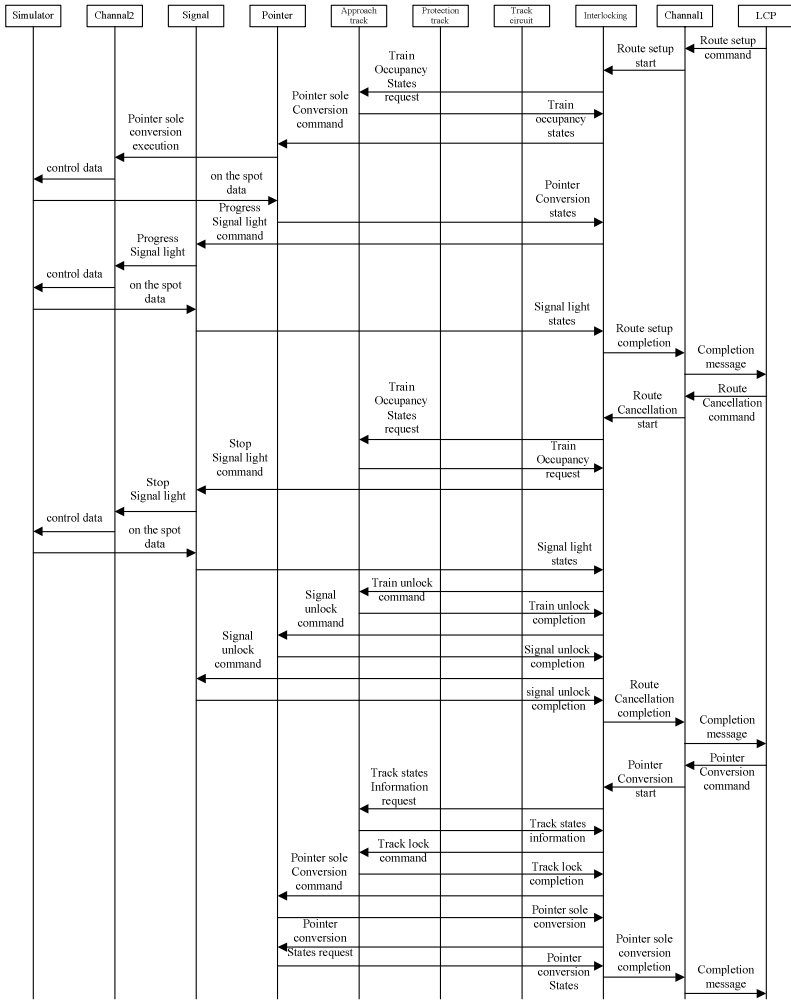 Simulator
Channal2
Signal
Pointer
Approach
track
Protection
track
Track
circuit
Interlocking
Channal1
LCP
Route setup
command
Route setup
start
Train
Occupancy
States
request
Train
occupancy
states
Pointer sole
Conversion
command
Pointer sole
conversion
execution
control data
on the spot
data
Pointer
Conversion
states
Progress
Signal light
command
Progress
Signal light
control data
on the spot
data
Signal light
states
Route setup
completion
Completion
message
Route
Cancellation
command
Route
Cancellation
start
Train
Occupancy
States
request
Train
Occupancy
request
Stop
Signal light
command
Stop
Signal light
control data
on the spot
data
Signal light
states
Train unlock
command
Train unlock
completion
Signal
unlock
command
Signal unlock
completion
Signal
unlock
command
signal unlock
completion
Route
Cancellation
completion
Completion
message
Pointer
Conversion
command
Pointer
Conversion
start
Track states
Information
request
Track states
information
Track lock
command
Track lock
completion
Pointer sole
Conversion
command
Pointer sole
conversion
Pointer
conversion
States request
Pointer
conversion
States
Pointer sole
conversion
completion
Completion
message